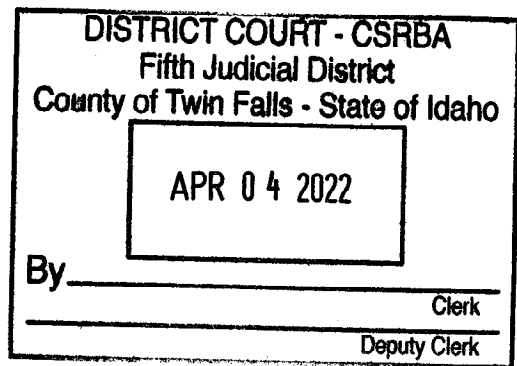 DISTRICT COURT - CSRBA
Fifth Judicial District
County of Twin Falls - State of Idaho
APR 04 2022
By
Clerk
Deputy Clerk